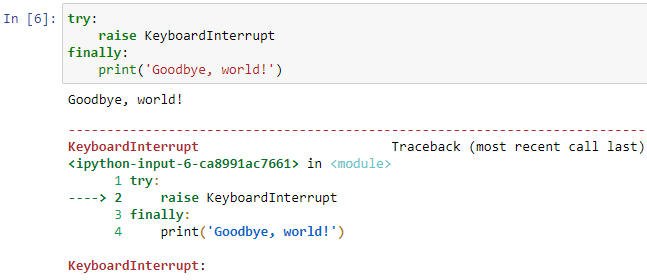 In [6]: try:
    raise KeyboardInterrupt
finally:
    print('Goodbye, world!')
Goodbye, world!
---------------------------------------------------------------------------
KeyboardInterrupt                         Traceback (most recent call last)
<ipython-input-6-ca8991ac7661> in <module>
      1 try:
----> 2     raise KeyboardInterrupt
      3 finally:
      4     print('Goodbye, world!')
KeyboardInterrupt: